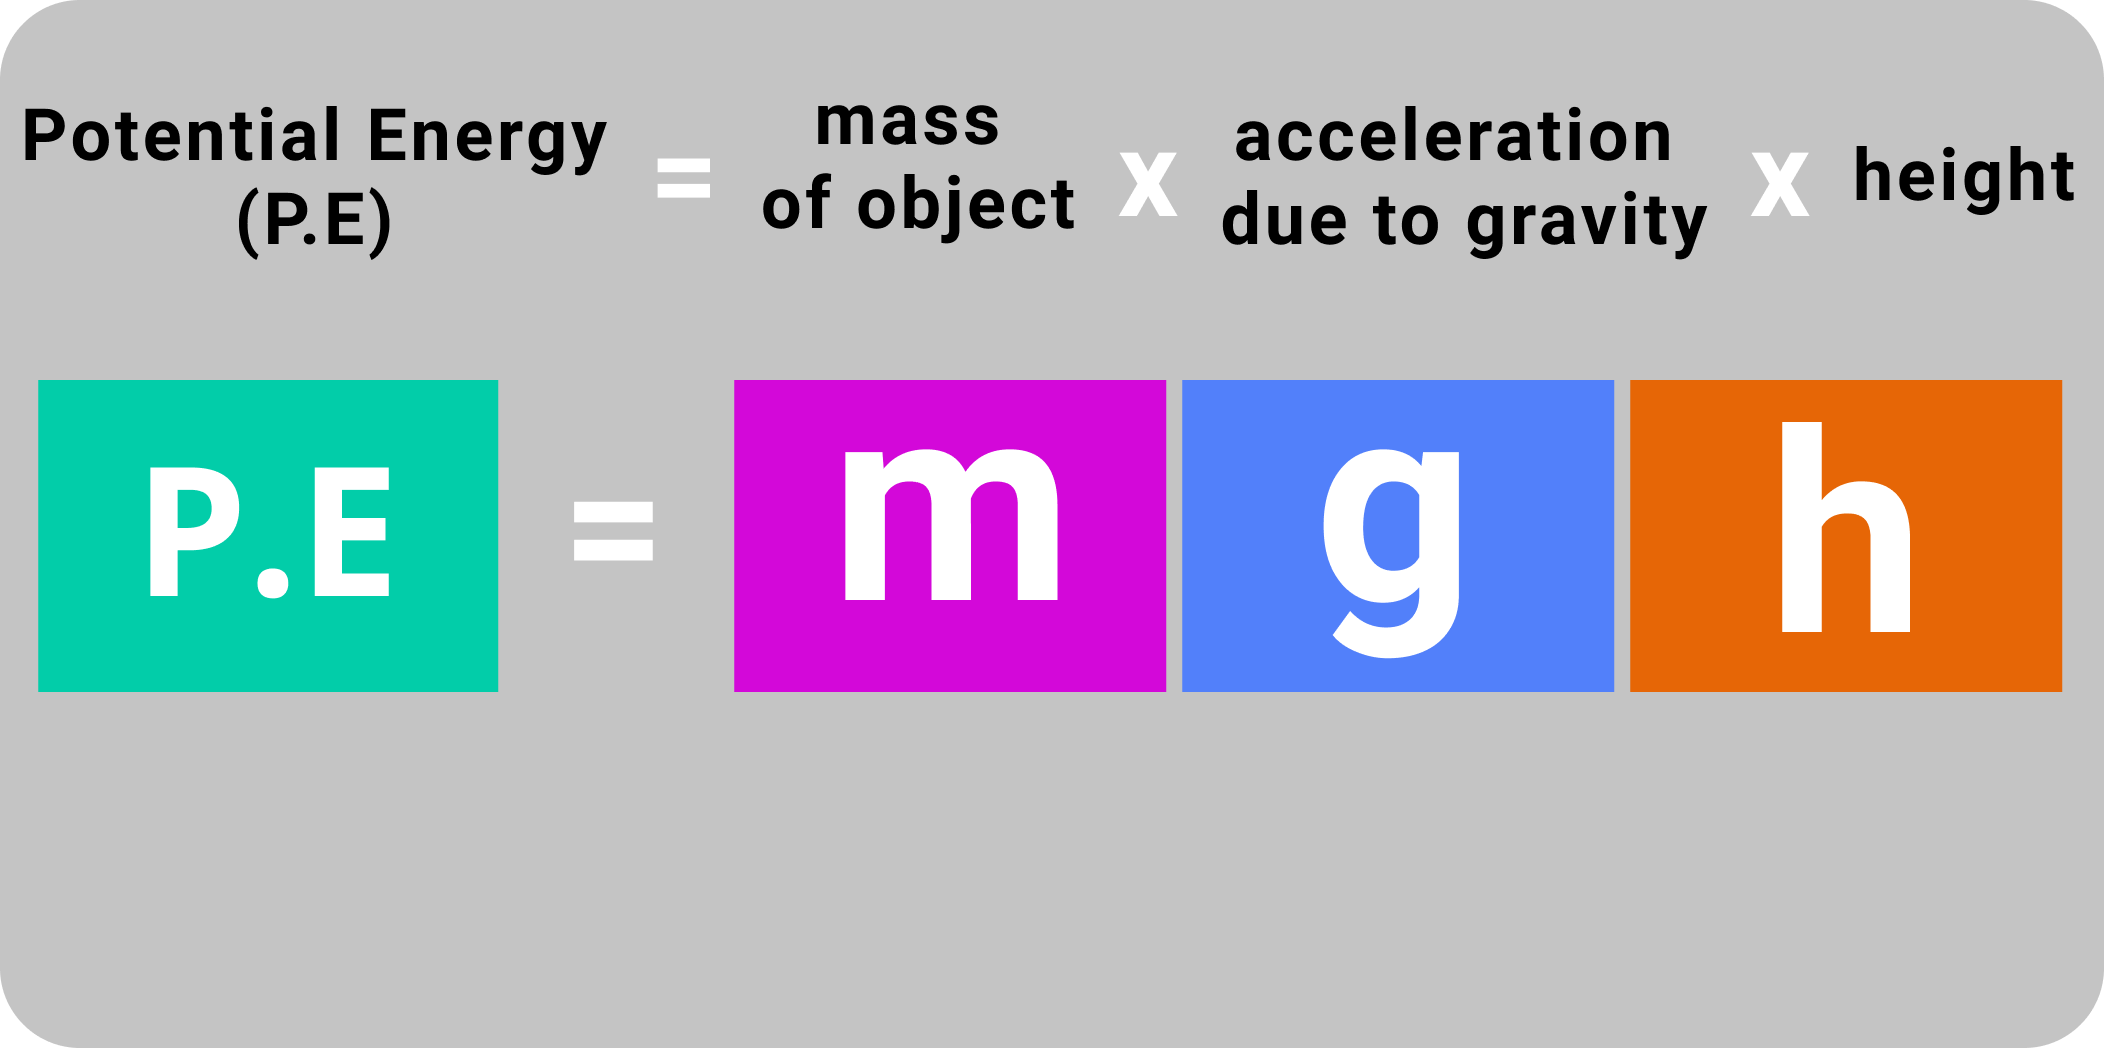 Potential Energy
(P.E)
=
mass
of object
x
acceleration
due to gravity
x
height
P.E = m g h